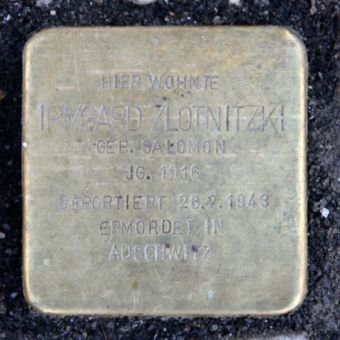 HIER WOHNTE
IRMGARD ZLOTNITZKI
GEB. SALOMON
JG. 1916
DEPORTIERT 26.2.1943
ERMORDET IN
AUSCHWITZ